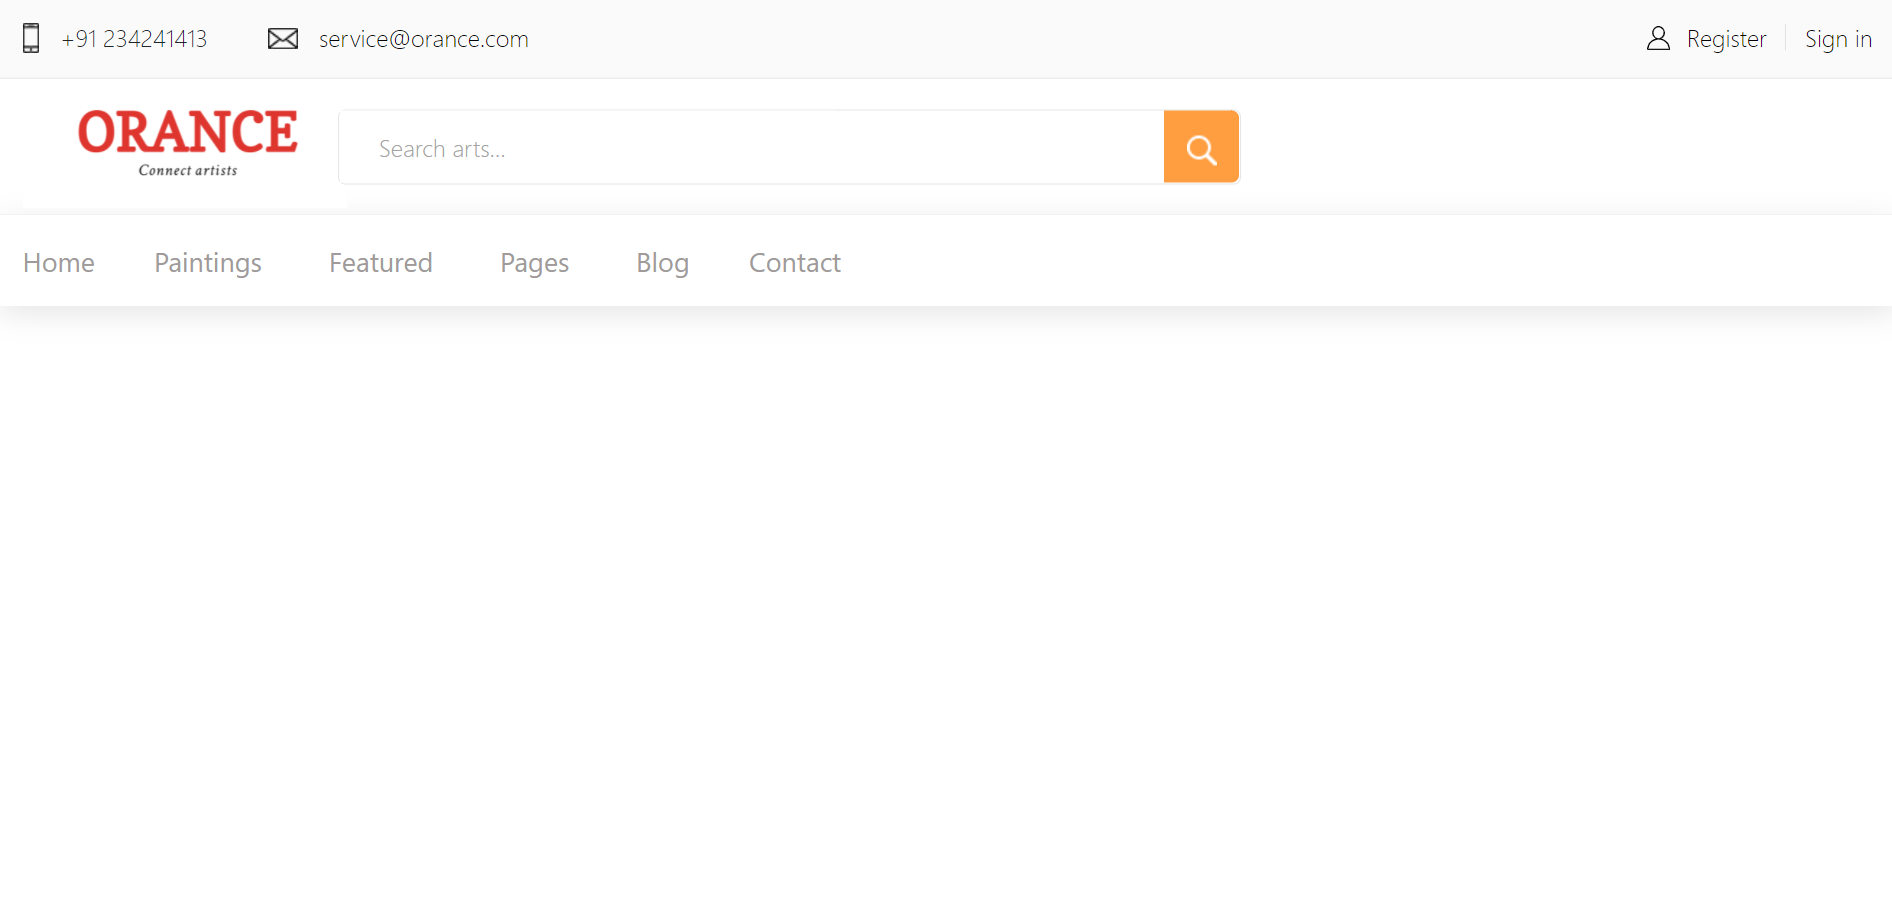 +91 234241413 service@orance.com Register Sign in
ORANCE
Connect artists
Search arts...
Home Paintings Featured Pages Blog Contact